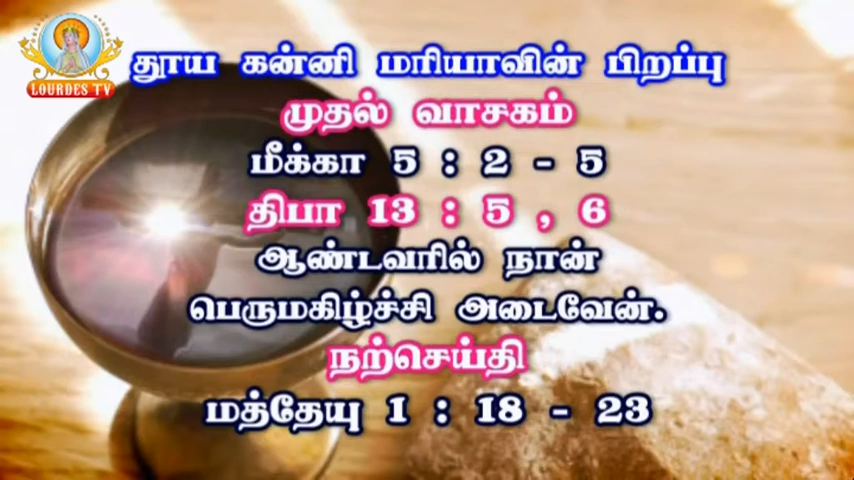 LOURDES TV
தூய கன்னி மரியாவின் பிறப்பு
முதல் வாசகம்
மீக்கா 5 : 2 - 5
திபா 13 : 5 , 6
ஆண்டவரில் நான்
பெருமகிழ்ச்சி அடைவேன்.
நற்செய்தி
மத்தேயு 1 : 18 - 23